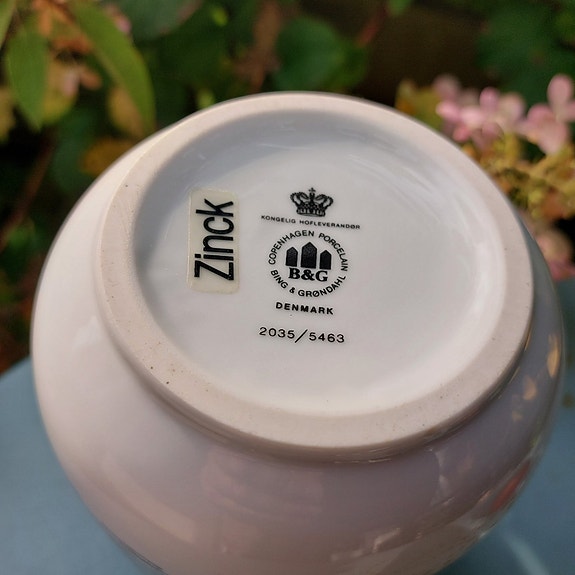 Zinck
KONGELIG HOFLEVERANDØR
COPENHAGEN PORCELAIN
B&G
BING & GRØNDAHL
DENMARK
2035/5463